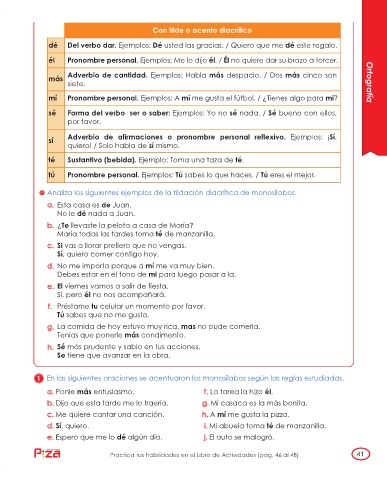 Con tilde o acento diacrítico
dé Del verbo dar. Ejemplos: Dé usted las gracias. / Quiero que me dé este regalo.
él Pronombre personal. Ejemplos: Me lo dijo él. / Él no quiere dar su brazo a torcer.
más Adverbio de cantidad. Ejemplos: Habla más despacio. / Dos más cinco son
siete.
mí Pronombre personal. Ejemplos: A mí me gusta el fútbol. / ¿Tienes algo para mí?
sé Forma del verbo ser o saber: Ejemplos: Yo no sé nada. / Sé bueno con ellos,
por favor.
sí Adverbio de afirmaciones o pronombre personal reflexivo. Ejemplos: ¡Sí,
quiero! / Solo habla de sí mismo.
té Sustantivo (bebida). Ejemplo: Toma una taza de té.
tú Pronombre personal. Ejemplos: Tú sabes lo que haces. / Tú eres el mejor.
Ortografía
Analiza los siguientes ejemplos de la tildación diacrítica de monosílabos.
a. Esta casa es de Juan.
No le dé nada a Juan.
b. ¿Te llevaste la pelota a casa de María?
María todas las tardes toma té de manzanilla.
c. Si vas a llorar prefiero que no vengas.
Sí, quiero comer contigo hoy.
d. No me importa porque a mí me va muy bien.
Debes estar en el tono de mi para luego pasar a la.
e. El viernes vamos a salir de fiesta.
Sí, pero él no nos acompañará.
f. Préstame tu celular un momento por favor.
Tú sabes que no me gusta.
g. La comida de hoy estuvo muy rica, mas no pude comerla.
Tenías que ponerle más condimento.
h. Sé más prudente y sabio en tus acciones.
Se tiene que avanzar en la obra.
1 En las siguientes oraciones se acentuaron los monosílabos según las reglas estudiadas.
a. Ponle más entusiasmo. f. La tarea la hizo él.
b. Dijo que esta tarde me lo traería. g. Mi casaca es la más bonita.
c. Me quiere cantar una canción. h. A mí me gusta la pizza.
d. Sí, quiero. i. Mi abuela toma té de manzanilla.
e. Espero que me lo dé algún día. j. El auto se malogró.
Piza Practica tus habilidades en el Libro de Actividades (pág. 46 al 48) 41